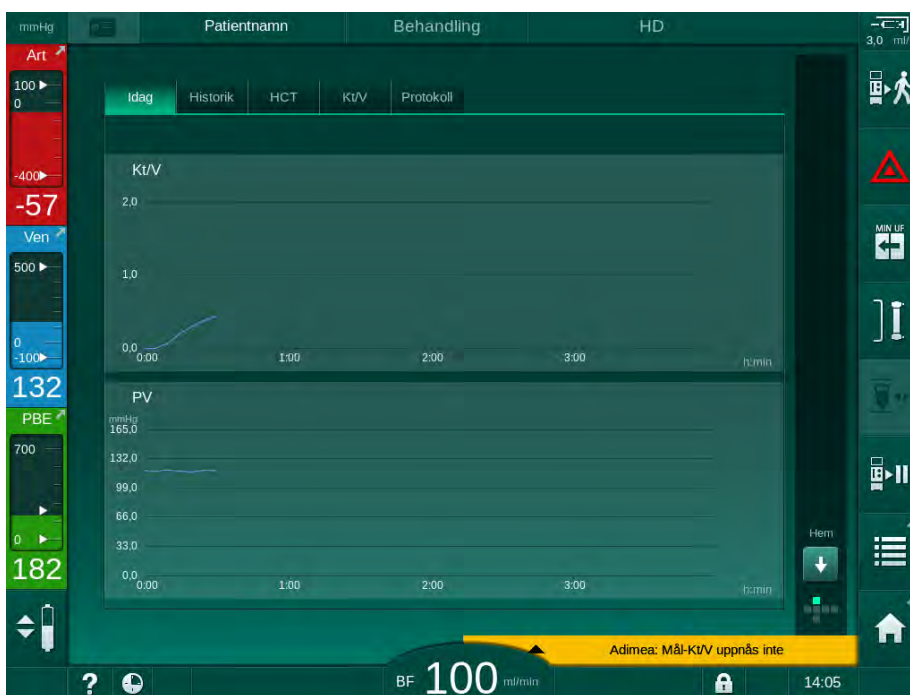 mmHg
Patientnamn
Behandling
HD
3,0 ml/
Art
100
0
-400
-57
Ven
500
0
-100
132
PBE
700
0
182
Idag
Historik
HCT
Kt/V
Protokoll
Kt/V
2,0
1,0
0,0
0:00 1:00 2:00 3:00 h:min
PV
mmHg
165,0
132,0
99,0
66,0
33,0
0,0
0:00 1:00 2:00 3:00 h:min
MIN UF
Hem
Adimea: Mål-Kt/V uppnås inte
?
BF 100 ml/min
14:05